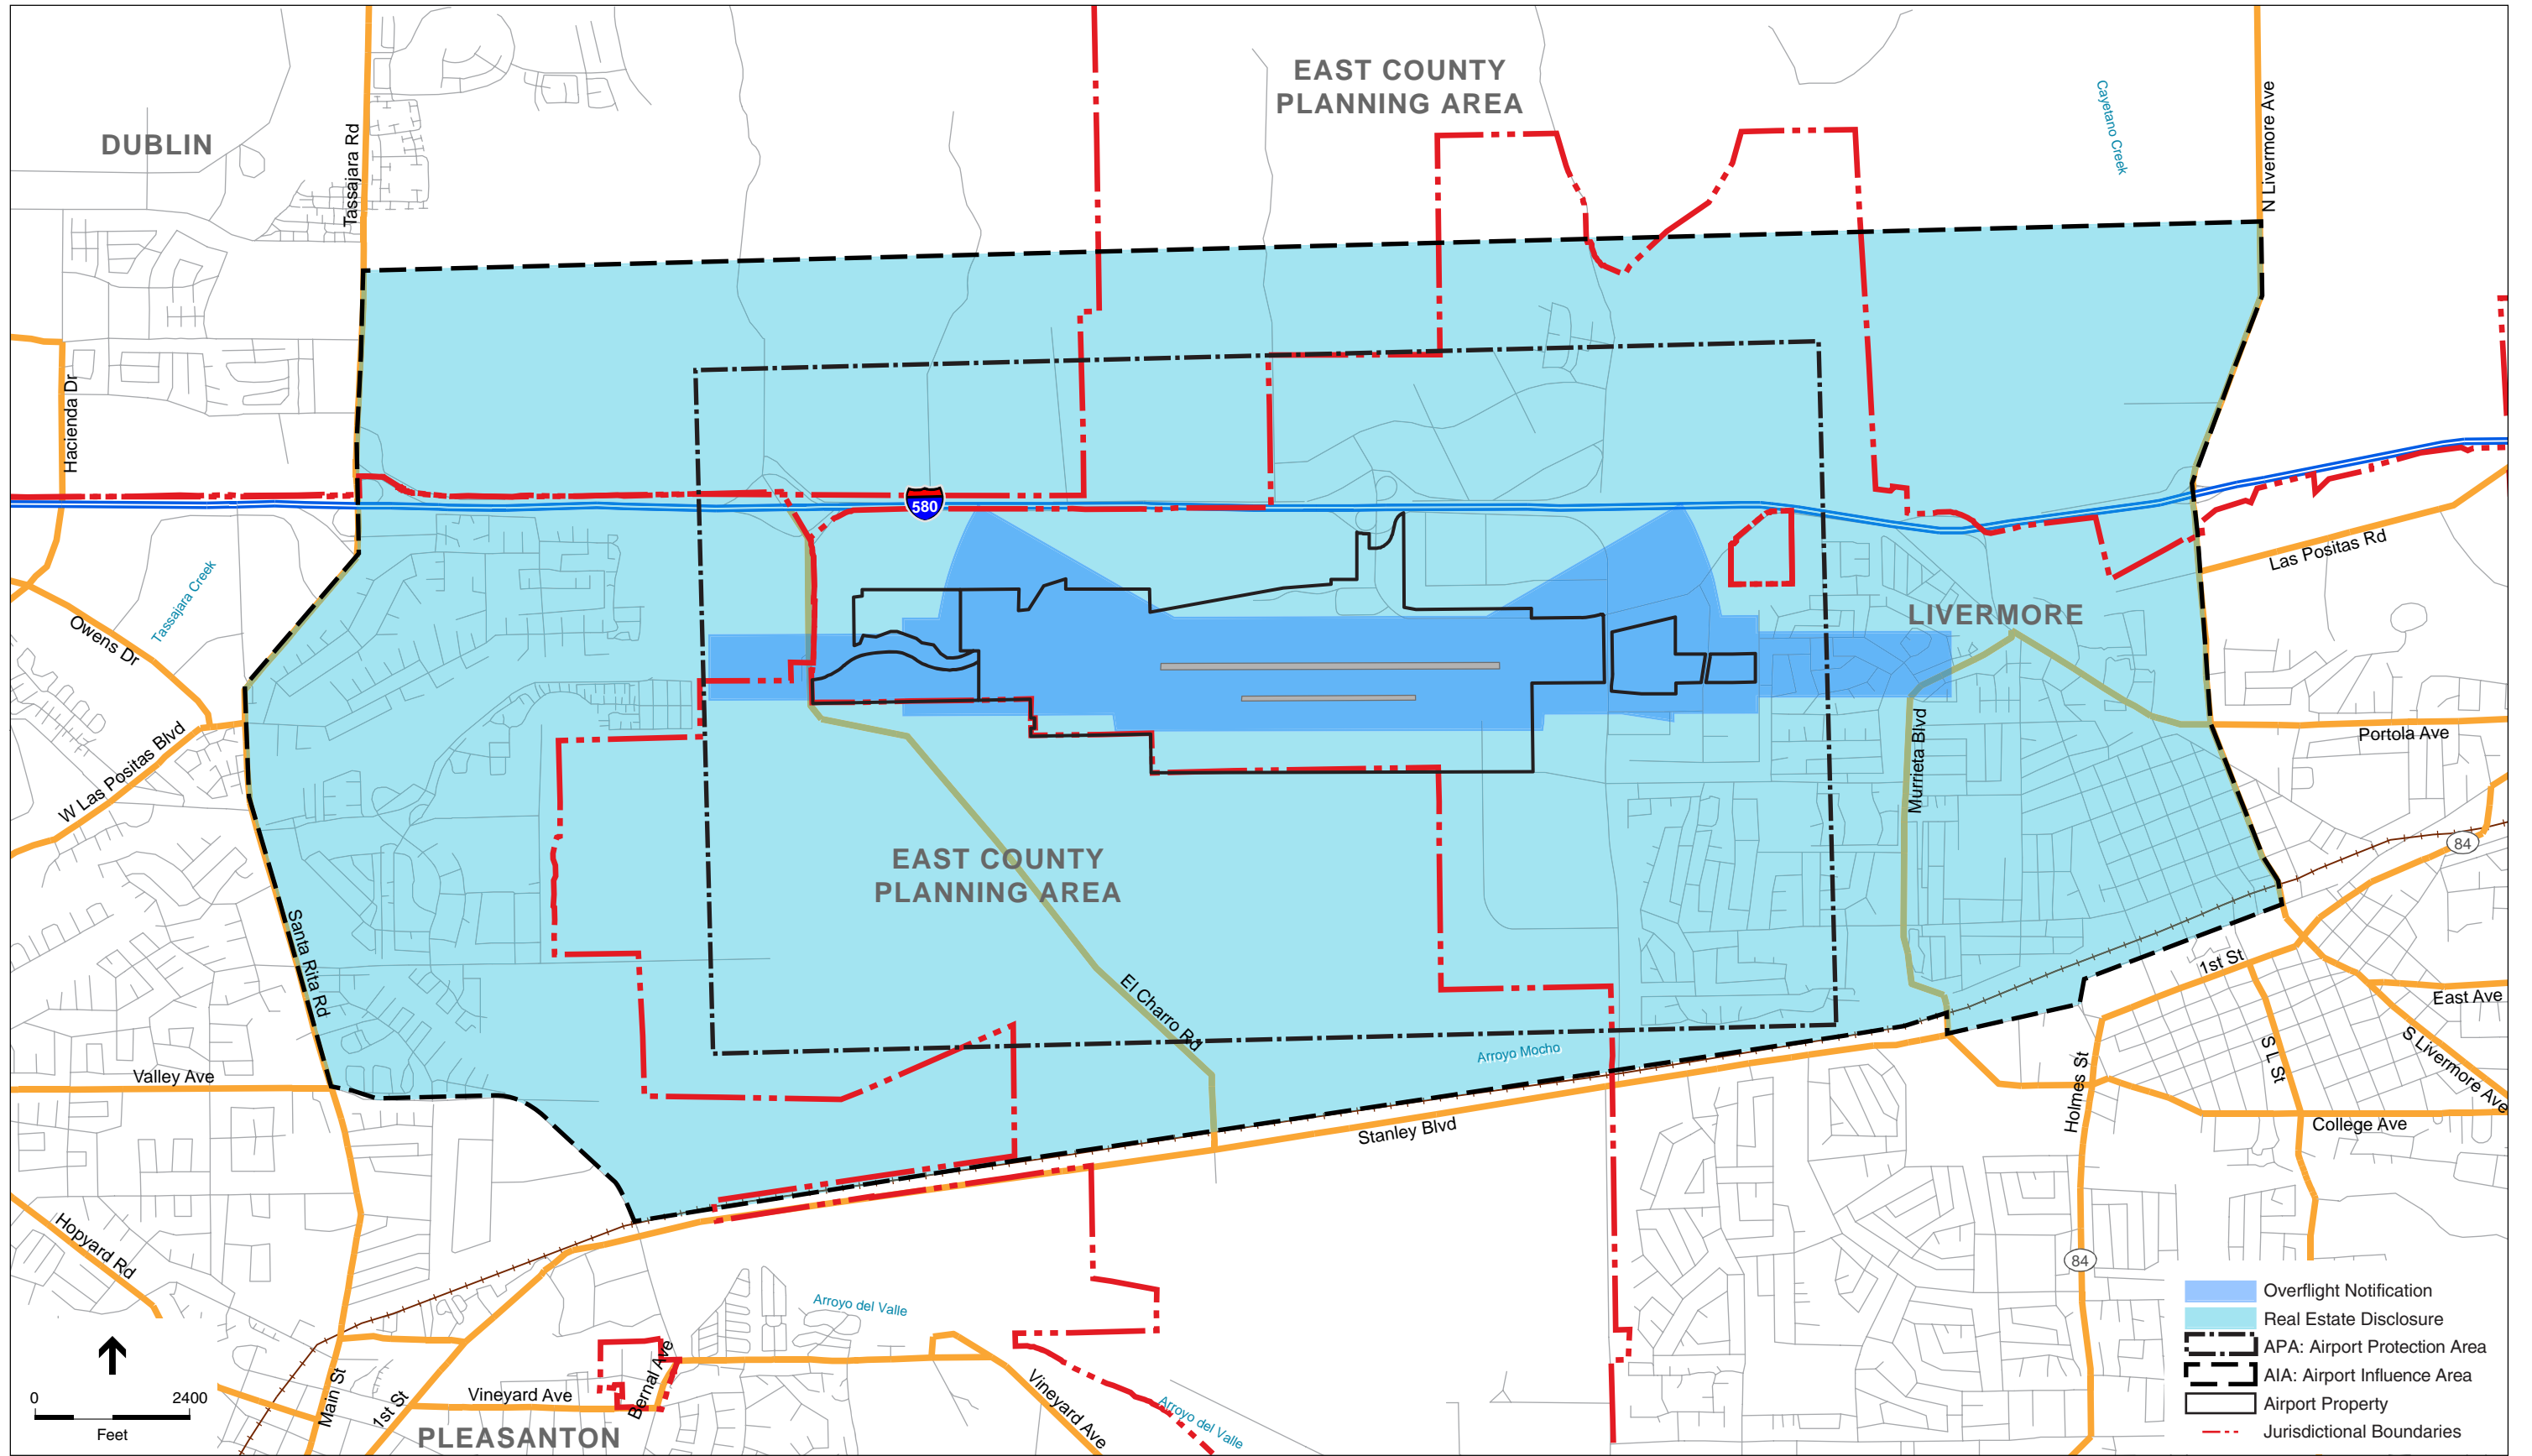 EAST COUNTY
PLANNING AREA
DUBLIN
Tassajara Rd
Cayetano Creek
N Livermore Ave
Hacienda Dr
580
Tassajara Creek
Owens Dr
W Las Positas Blvd
Las Positas Rd
LIVERMORE
Portola Ave
Murrieta Blvd
84
EAST COUNTY
PLANNING AREA
Santa Rita Rd
El Charro Rd
Arroyo Mocho
1st St
East Ave
S Livermore Ave
S L St
Holmes St
Valley Ave
Stanley Blvd
College Ave
Hopyard Rd
84
Arroyo del Valle
Main St
1st St
Vineyard Ave
Bernal Ave
Vineyard Ave
Arroyo del Valle
PLEASANTON
0 2400
Feet
Overflight Notification
Real Estate Disclosure
APA: Airport Protection Area
AIA: Airport Influence Area
Airport Property
Jurisdictional Boundaries